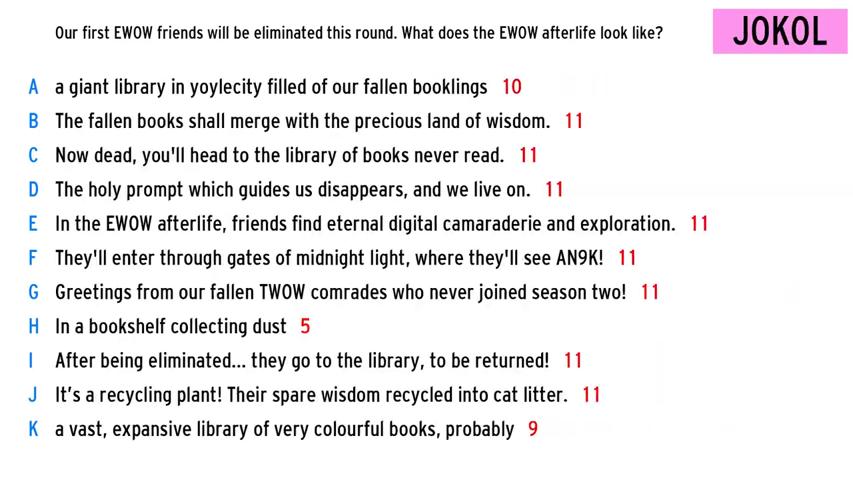 Our first EWOW friends will be eliminated this round. What does the EWOW afterlife look like?
JOKOL
A a giant library in yoylecity filled of our fallen booklings 10
B The fallen books shall merge with the precious land of wisdom. 11
C Now dead, you'll head to the library of books never read. 11
D The holy prompt which guides us disappears, and we live on. 11
E In the EWOW afterlife, friends find eternal digital camaraderie and exploration. 11
F They'll enter through gates of midnight light, where they'll see AN9K! 11
G Greetings from our fallen TWOW comrades who never joined season two! 11
H In a bookshelf collecting dust 5
I After being eliminated... they go to the library, to be returned! 11
J It's a recycling plant! Their spare wisdom recycled into cat litter. 11
K a vast, expansive library of very colourful books, probably 9